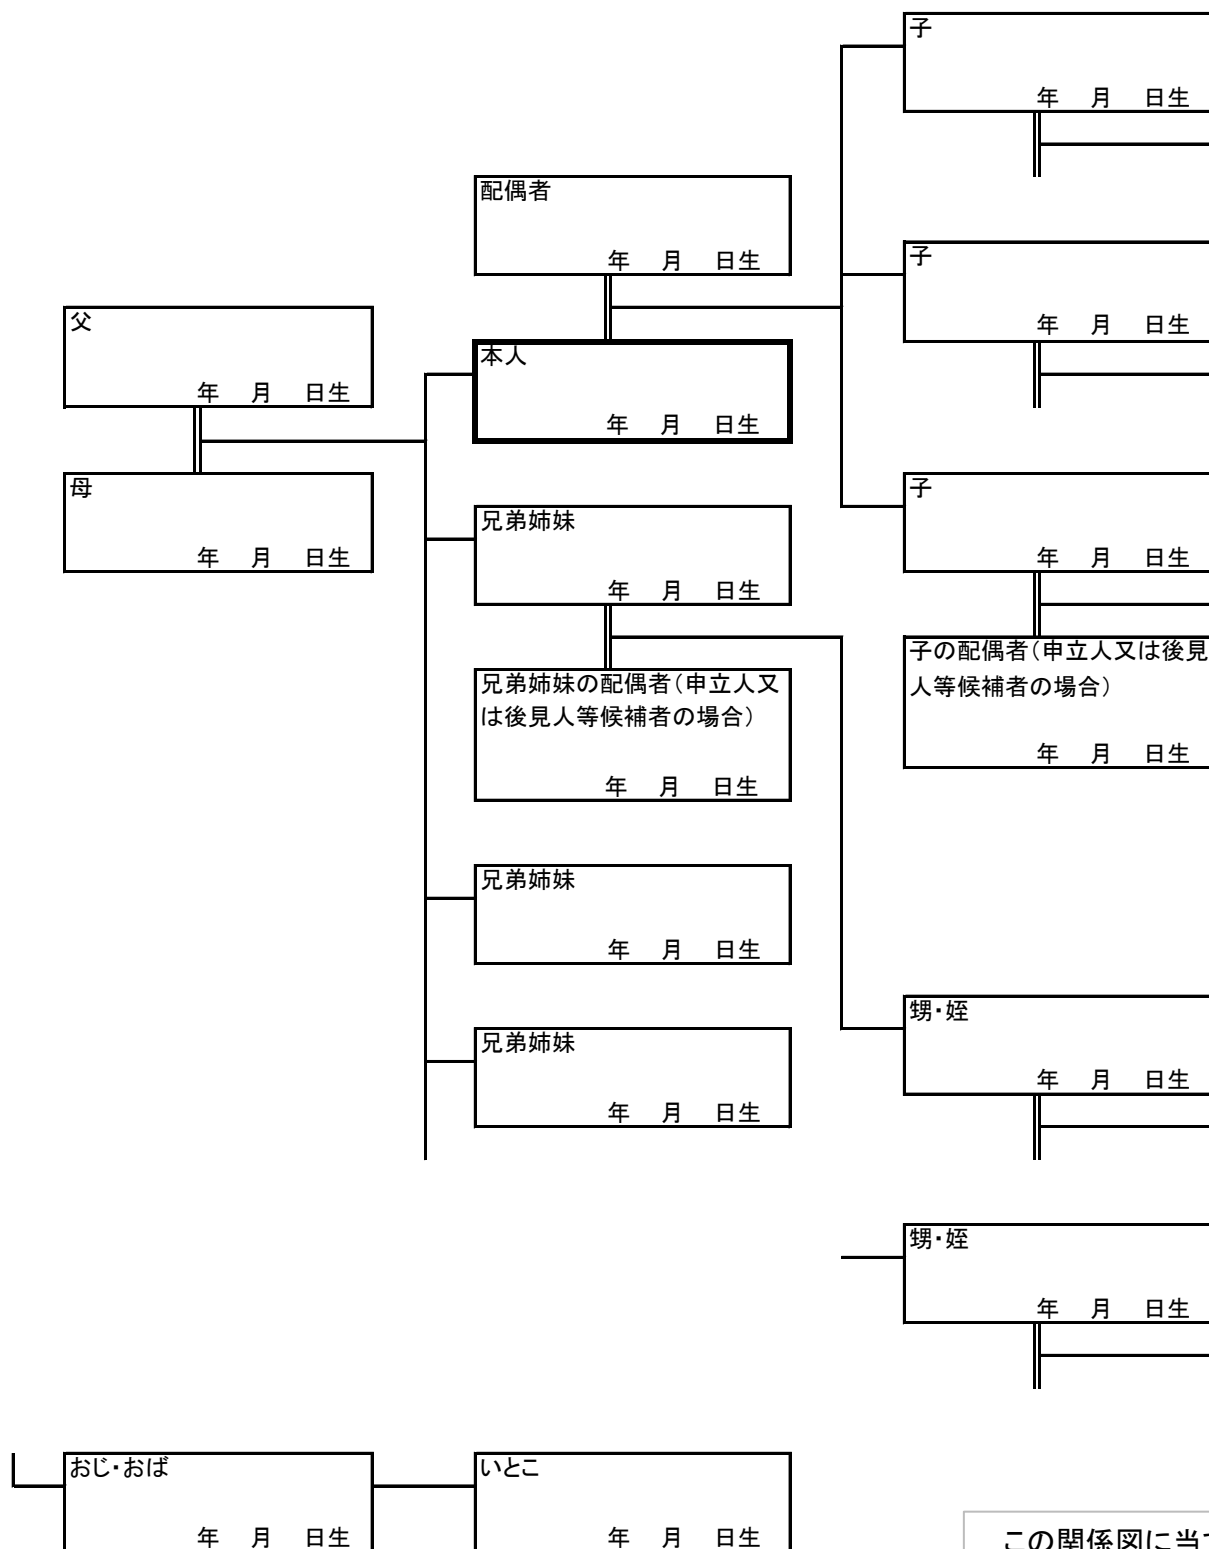 子
年 月 日生
配偶者
年 月 日生
子
年 月 日生
父
年 月 日生
本人
年 月 日生
母
年 月 日生
子
年 月 日生
兄弟姉妹
年 月 日生
子の配偶者（申立人又は後見
人等候補者の場合）
年 月 日生
兄弟姉妹の配偶者（申立人又
は後見人等候補者の場合）
年 月 日生
兄弟姉妹
年 月 日生
甥・姪
年 月 日生
兄弟姉妹
年 月 日生
甥・姪
年 月 日生
おじ・おば
年 月 日生
いとこ
年 月 日生
この関係図に当